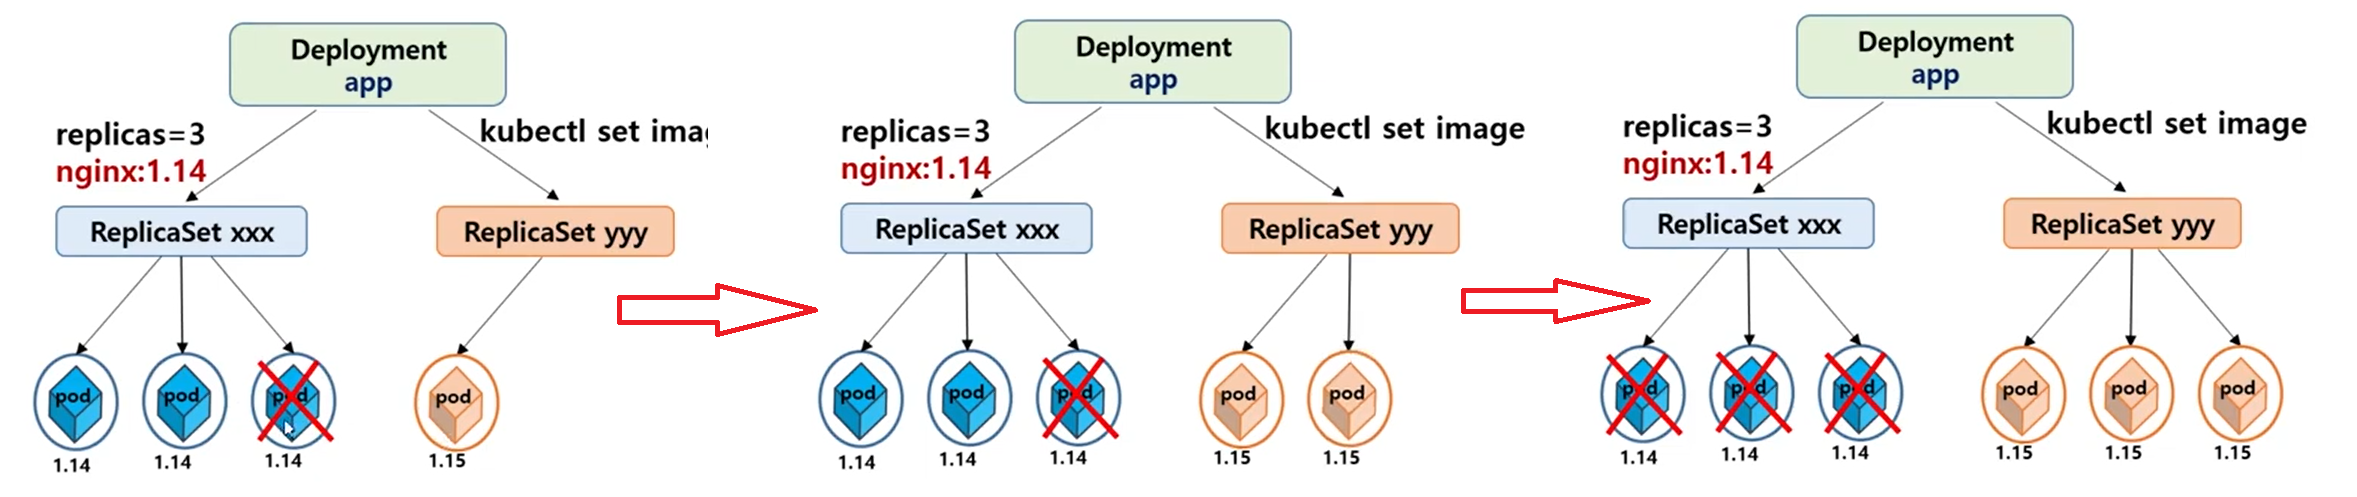 Deployment
app
replicas=3
nginx:1.14
kubectl set ima
ReplicaSet xxx
ReplicaSet yyy
pod
pod
pod
pod
1.14
1.14
1.14
1.15
Deployment
app
replicas=3
nginx:1.14
kubectl set image
ReplicaSet xxx
ReplicaSet yyy
pod
pod
pod
pod
pod
1.14
1.14
1.14
1.15
1.15
Deployment
app
replicas=3
nginx:1.14
kubectl set image
ReplicaSet xxx
ReplicaSet yyy
pod
pod
pod
pod
pod
pod
1.14
1.14
1.14
1.15
1.15
1.15